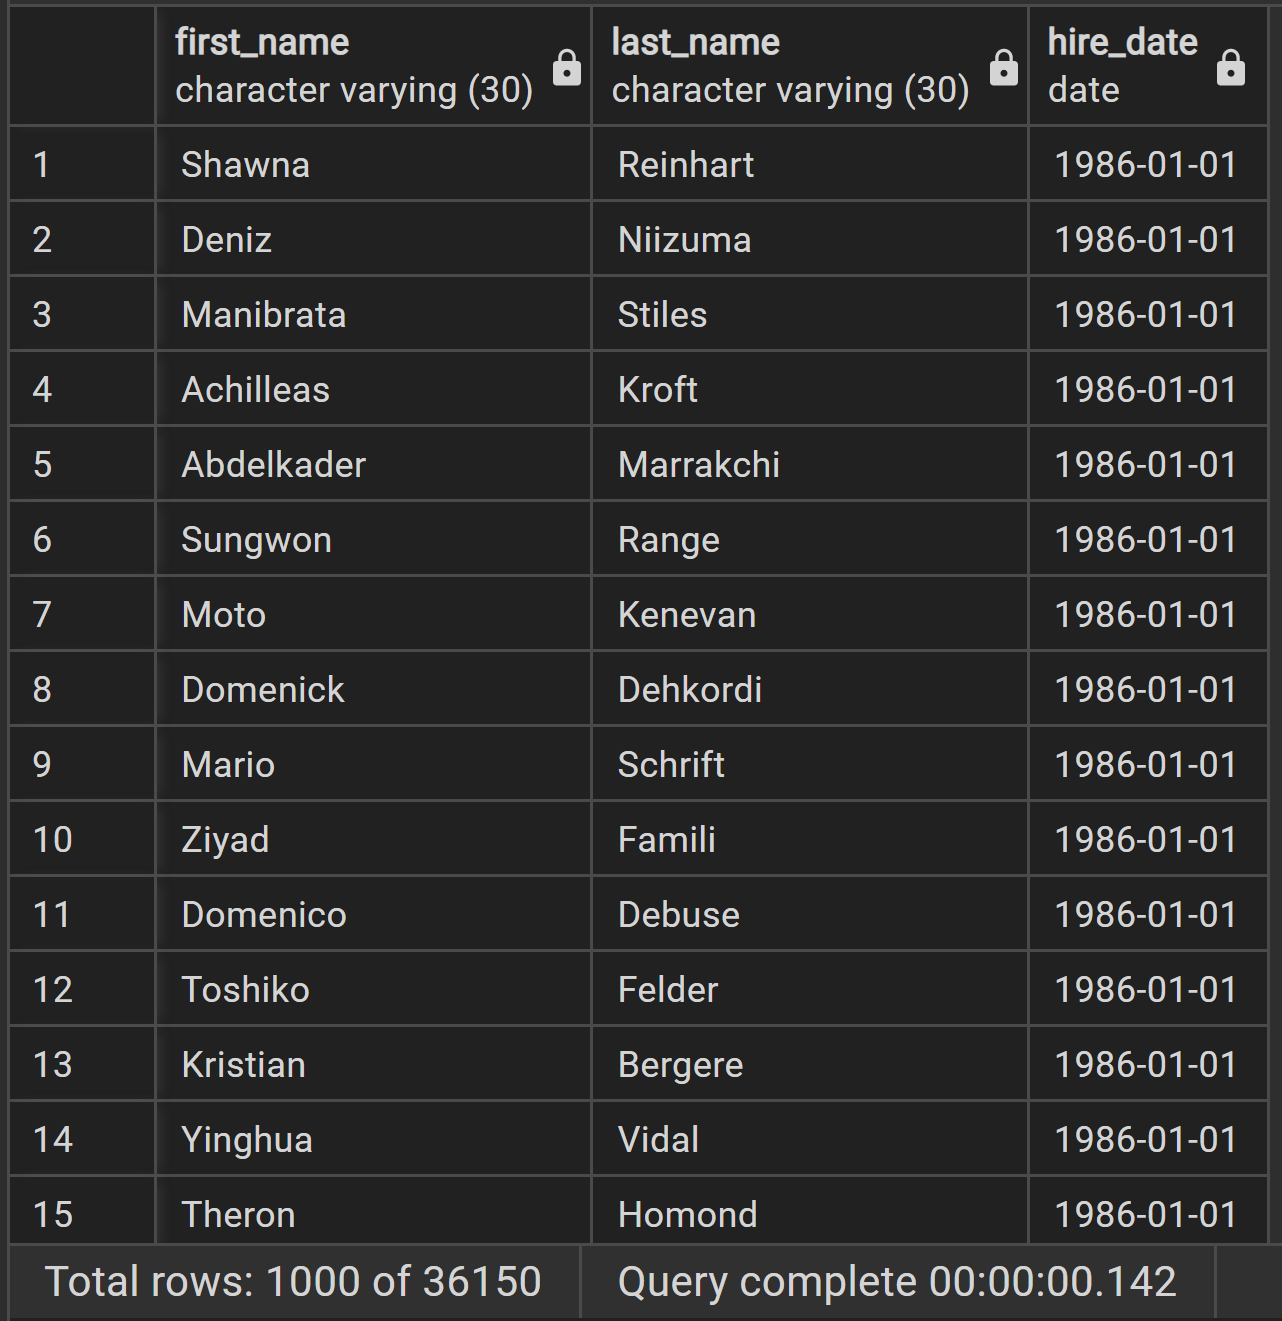 first_name last_name hire_date
character varying (30) character varying (30) date
1 Shawna Reinhart 1986-01-01
2 Deniz Niizuma 1986-01-01
3 Manibrata Stiles 1986-01-01
4 Achilleas Kroft 1986-01-01
5 Abdelkader Marrakchi 1986-01-01
6 Sungwon Range 1986-01-01
7 Moto Kenevan 1986-01-01
8 Domenick Dehkordi 1986-01-01
9 Mario Schrift 1986-01-01
10 Ziyad Famili 1986-01-01
11 Domenico Debuse 1986-01-01
12 Toshiko Felder 1986-01-01
13 Kristian Bergere 1986-01-01
14 Yinghua Vidal 1986-01-01
15 Theron Homond 1986-01-01
Total rows: 1000 of 36150 Query complete 00:00:00.142